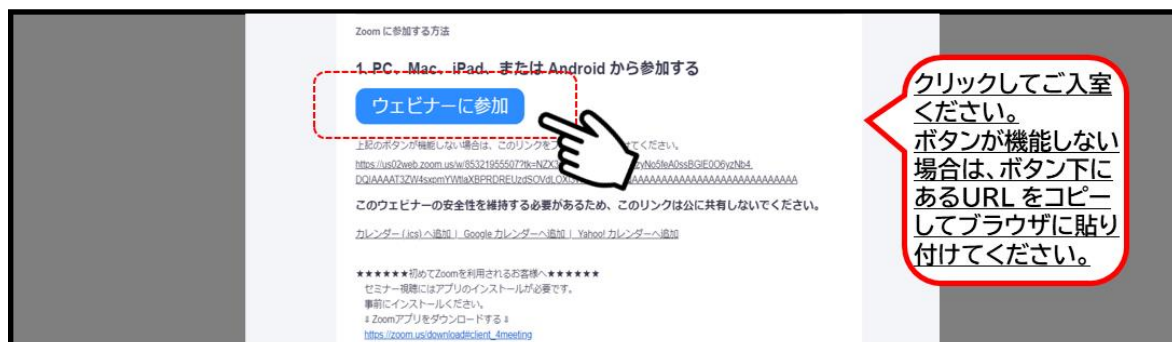 Zoom に参加する方法
1. PC、Mac、iPad、または Android から参加する
ウェビナーに参加
上記のボタンが機能しない場合は、このリンクをブ
てください。
https://us02web.zoom.us/w/85321955507?tk=
このウェビナーの安全性を維持する必要があるため、このリンクは公に共有しないでください。
カレンダー (.ics) へ追加 | Google カレンダーへ追加 | Yahoo! カレンダーへ追加
★★★★★★初めてZoomを利用されるお客様へ★★★★★★
セミナー視聴にはアプリのインストールが必要です。
事前にインストールください。
⇩Zoomアプリをダウンロードする⇩
https://zoom.us/download#client_4meeting
クリックしてご入室
ください。
ボタンが機能しない
場合は、ボタン下に
あるURL をコピー
してブラウザに貼り
付けてください。